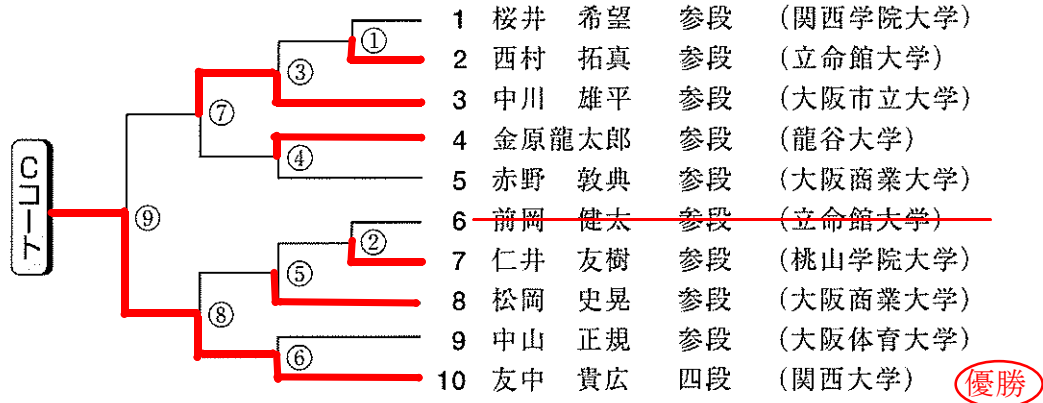 Cコート
1 桜井 希望 参段 (関西学院大学)
2 西村 拓真 参段 (立命館大学)
3 中川 雄平 参段 (大阪市立大学)
4 金原龍太郎 参段 (龍谷大学)
5 赤野 敦典 参段 (大阪商業大学)
6 前岡 健太 参段 (立命館大学)
7 仁井 友樹 参段 (桃山学院大学)
8 松岡 史晃 参段 (大阪商業大学)
9 中山 正規 参段 (大阪体育大学)
10 友中 貴広 四段 (関西大学) 優勝
①
③
⑦
④
⑨
②
⑤
⑧
⑥